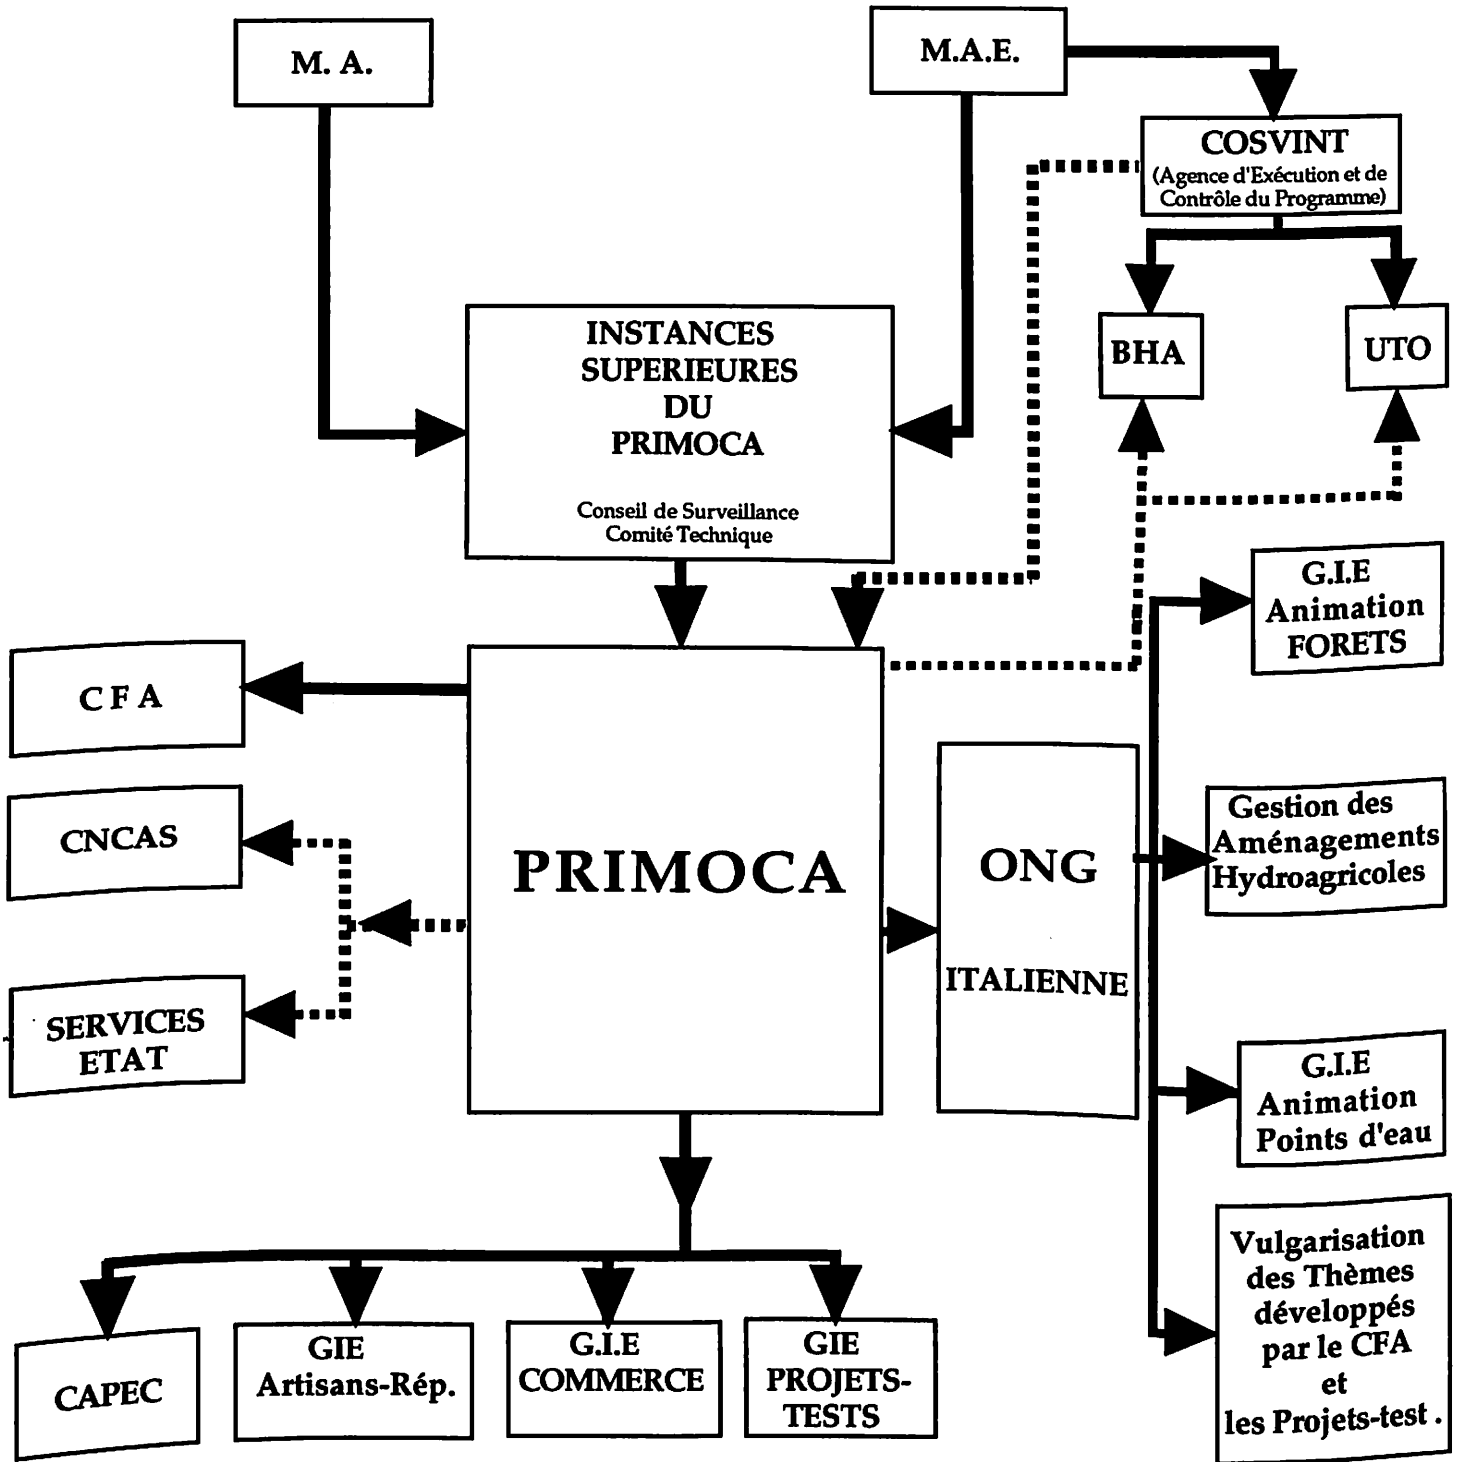 M. A.
M.A.E.
COSVINT
(Agence d'Exécution et de
Contrôle du Programme)
BHA
UTO
INSTANCES
SUPERIEURES
DU
PRIMOCA
Conseil de Surveillance
Comité Technique
G.I.E
Animation
FORETS
C F A
CNCAS
SERVICES
ETAT
PRIMOCA
ONG
ITALIENNE
Gestion des
Aménagements
Hydroagricoles
G.I.E
Animation
Points d'eau
Vulgarisation
des Thèmes
développés
par le CFA
et
les Projets-test .
CAPEC
GIE
Artisans-Rép.
G.I.E
COMMERCE
GIE
PROJETS-
TESTS